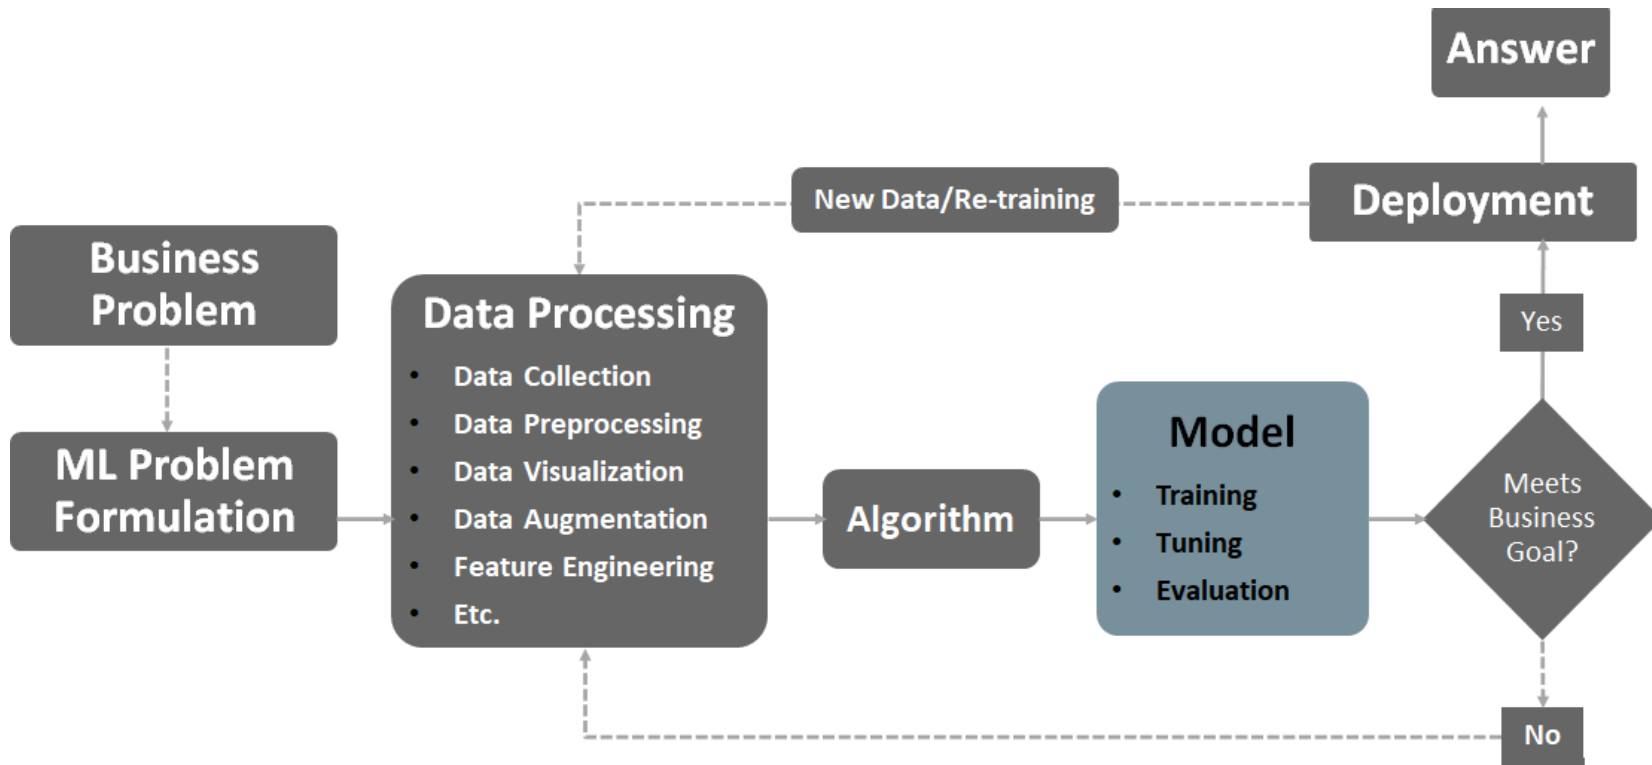 Answer
New Data/Re-training
Deployment
Business
Problem
Yes
Data Processing
• Data Collection
• Data Preprocessing
• Data Visualization
• Data Augmentation
• Feature Engineering
• Etc.
ML Problem
Formulation
Algorithm
Model
• Training
• Tuning
• Evaluation
Meets
Business
Goal?
No